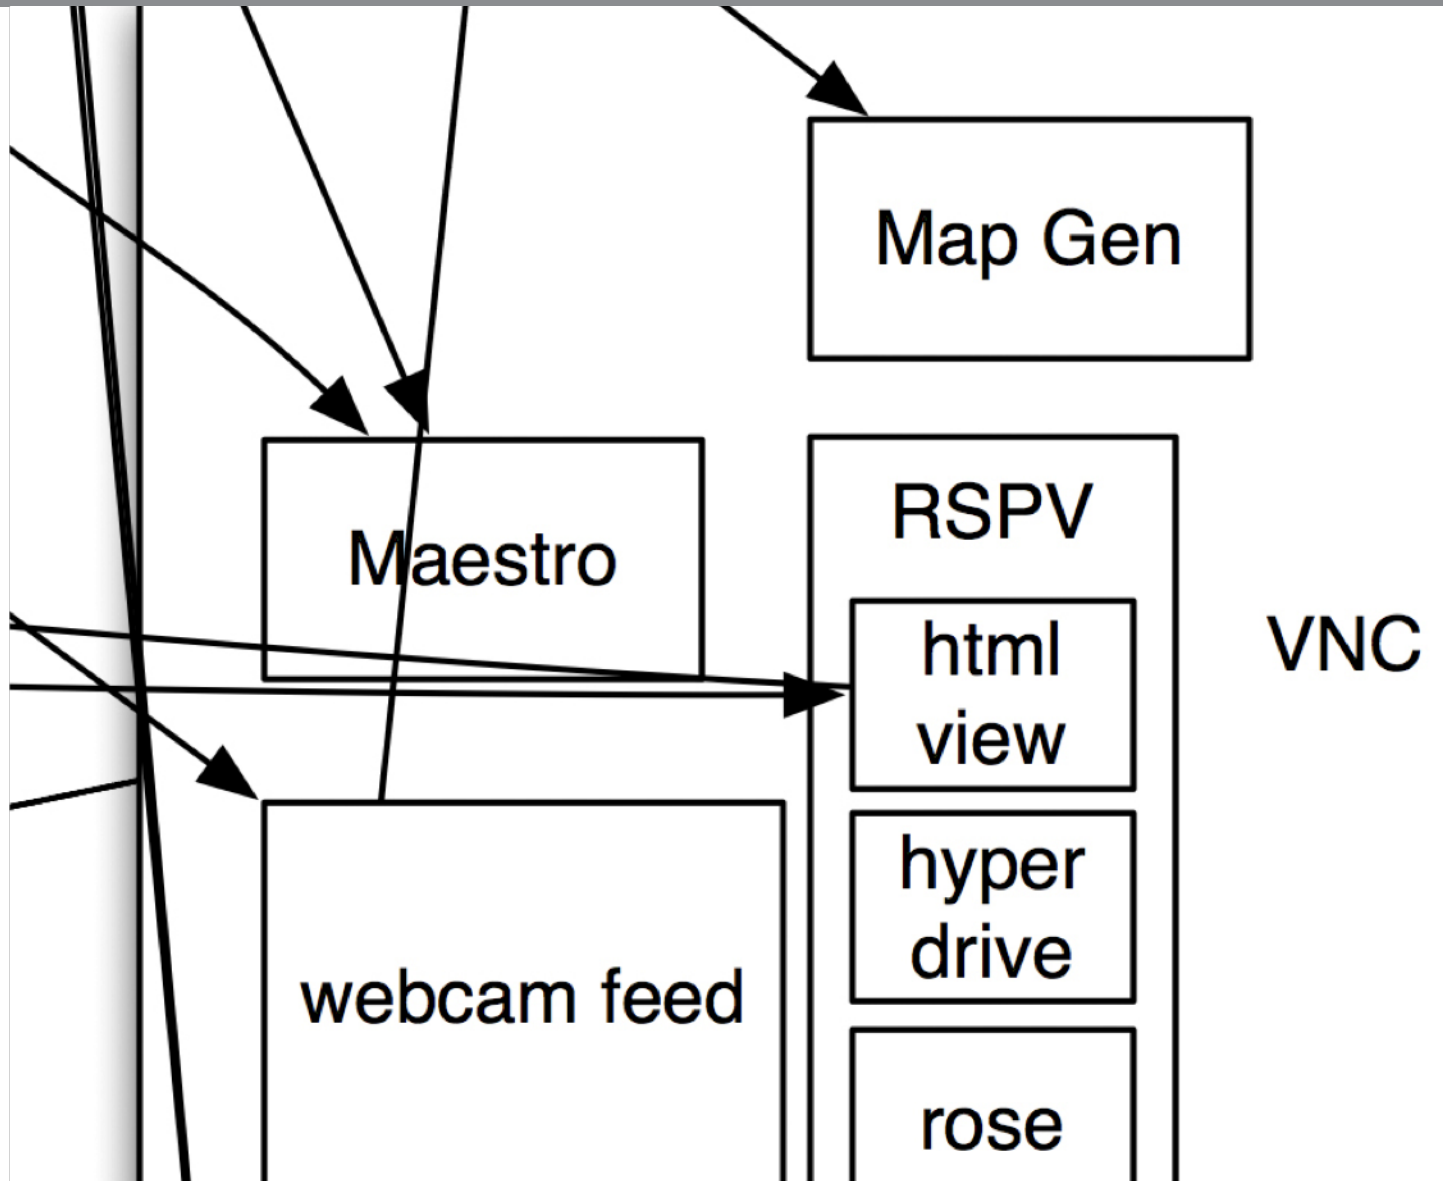 Map Gen
Maestro
RSPV
html
view
VNC
hyper
drive
webcam feed
rose